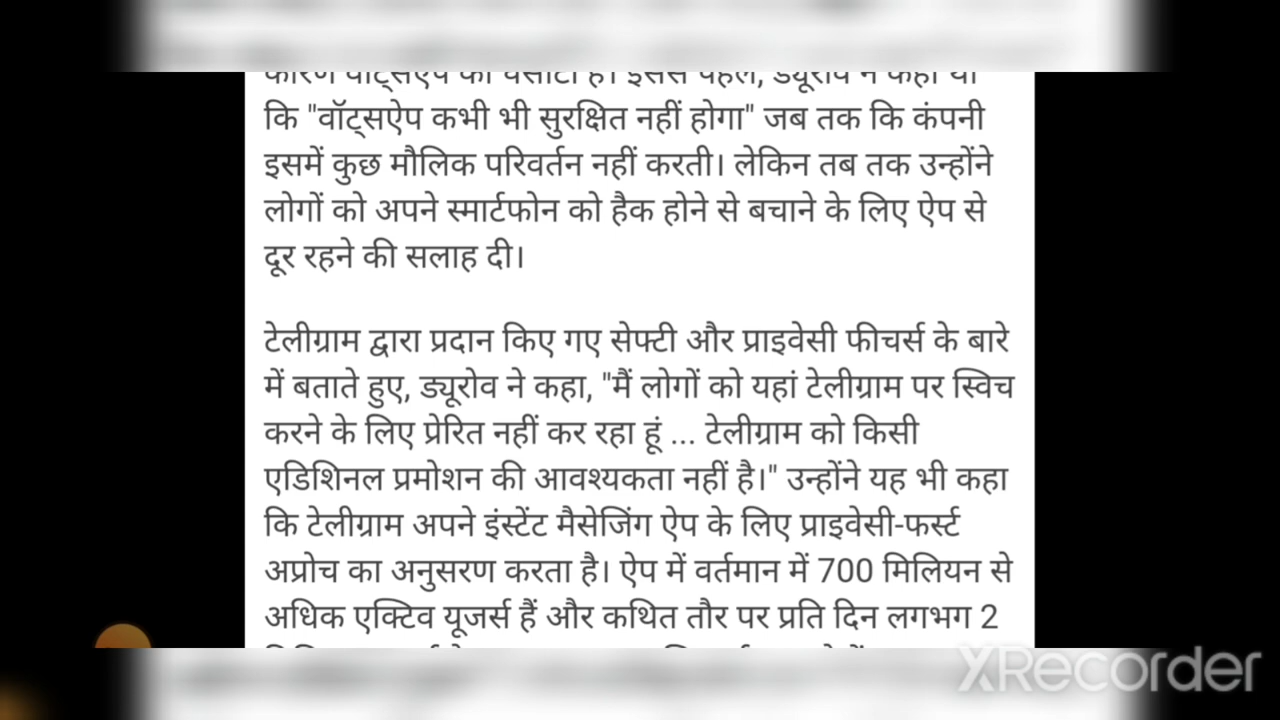 कि "वॉट्सऐप कभी भी सुरक्षित नहीं होगा" जब तक कि कंपनी
इसमें कुछ मौलिक परिवर्तन नहीं करती। लेकिन तब तक उन्होंने
लोगों को अपने स्मार्टफोन को हैक होने से बचाने के लिए ऐप से
दूर रहने की सलाह दी।
टेलीग्राम द्वारा प्रदान किए गए सेफ्टी और प्राइवेसी फीचर्स के बारे
में बताते हुए, ड्यूरोव ने कहा, "मैं लोगों को यहां टेलीग्राम पर स्विच
करने के लिए प्रेरित नहीं कर रहा हूं ... टेलीग्राम को किसी
एडिशिनल प्रमोशन की आवश्यकता नहीं है।" उन्होंने यह भी कहा
कि टेलीग्राम अपने इंस्टेंट मैसेजिंग ऐप के लिए प्राइवेसी-फर्स्ट
अप्रोच का अनुसरण करता है। ऐप में वर्तमान में 700 मिलियन से
अधिक एक्टिव यूजर्स हैं और कथित तौर पर प्रति दिन लगभग 2
XRecorder